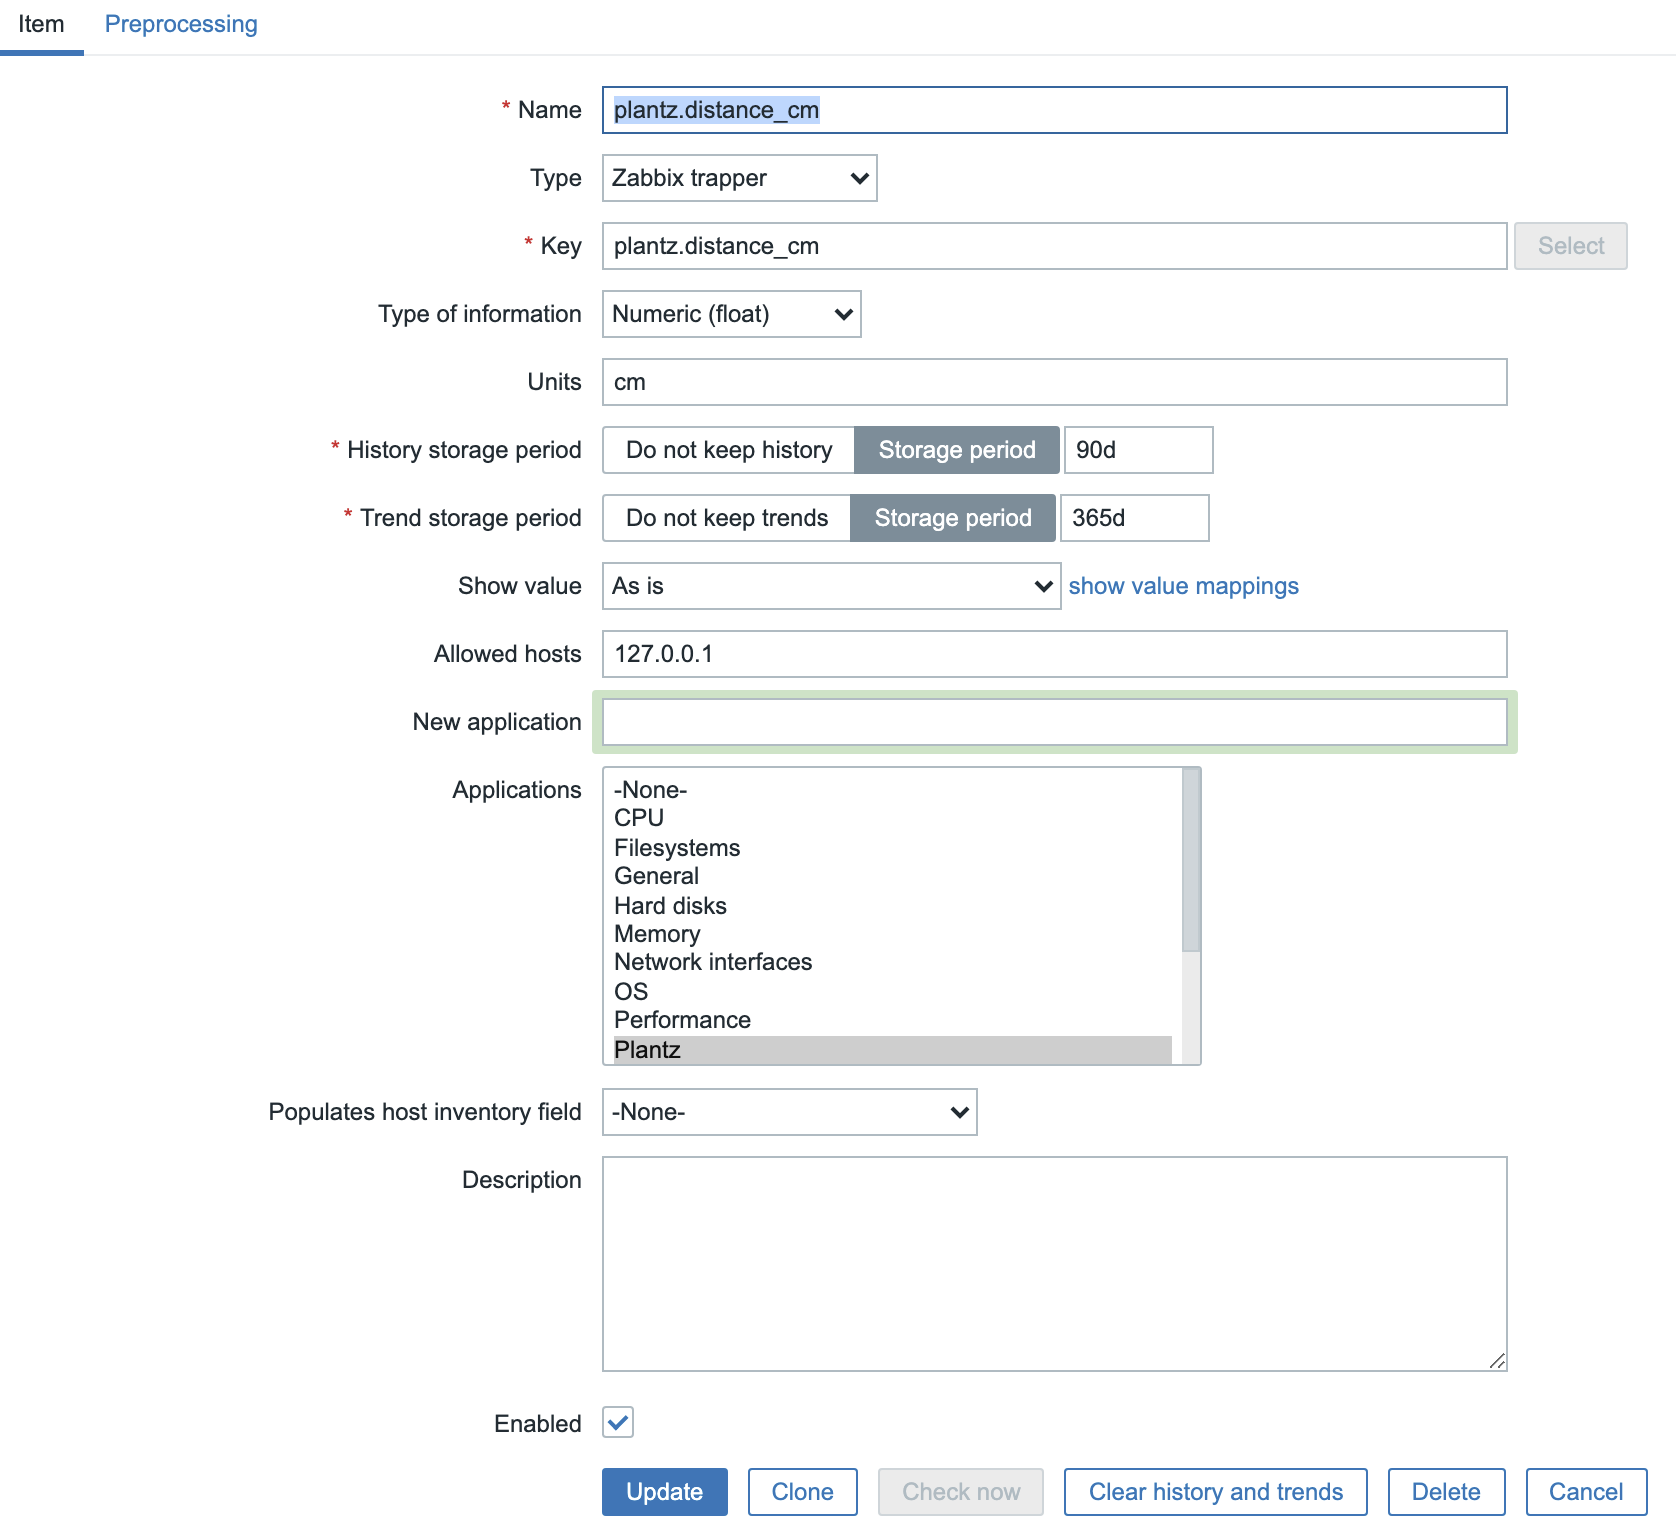 Item Preprocessing
* Name plantz.distance_cm
Type Zabbix trapper
* Key plantz.distance_cm Select
Type of information Numeric (float)
Units cm
* History storage period Do not keep history Storage period 90d
* Trend storage period Do not keep trends Storage period 365d
Show value As is show value mappings
Allowed hosts 127.0.0.1
New application
Applications -None-
CPU
Filesystems
General
Hard disks
Memory
Network interfaces
OS
Performance
Plantz
Populates host inventory field -None-
Description
Enabled
Update Clone Check now Clear history and trends Delete Cancel